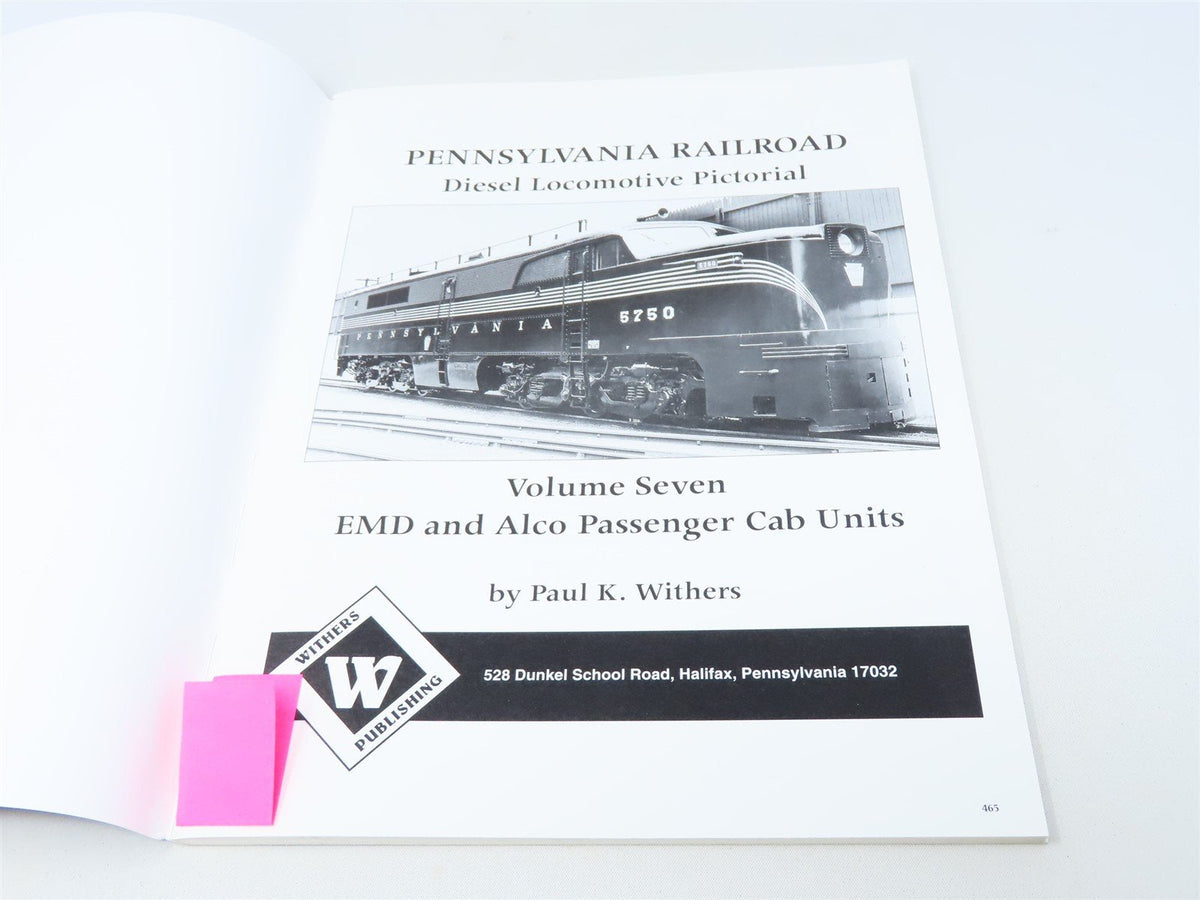 PENNSYLVANIA RAILROAD
Diesel Locomotive Pictorial
5750
PENNSYLVANIA
5750
Volume Seven
EMD and Alco Passenger Cab Units
by Paul K. Withers
WITHERS
W
PUBLISHING
528 Dunkel School Road, Halifax, Pennsylvania 17032
465